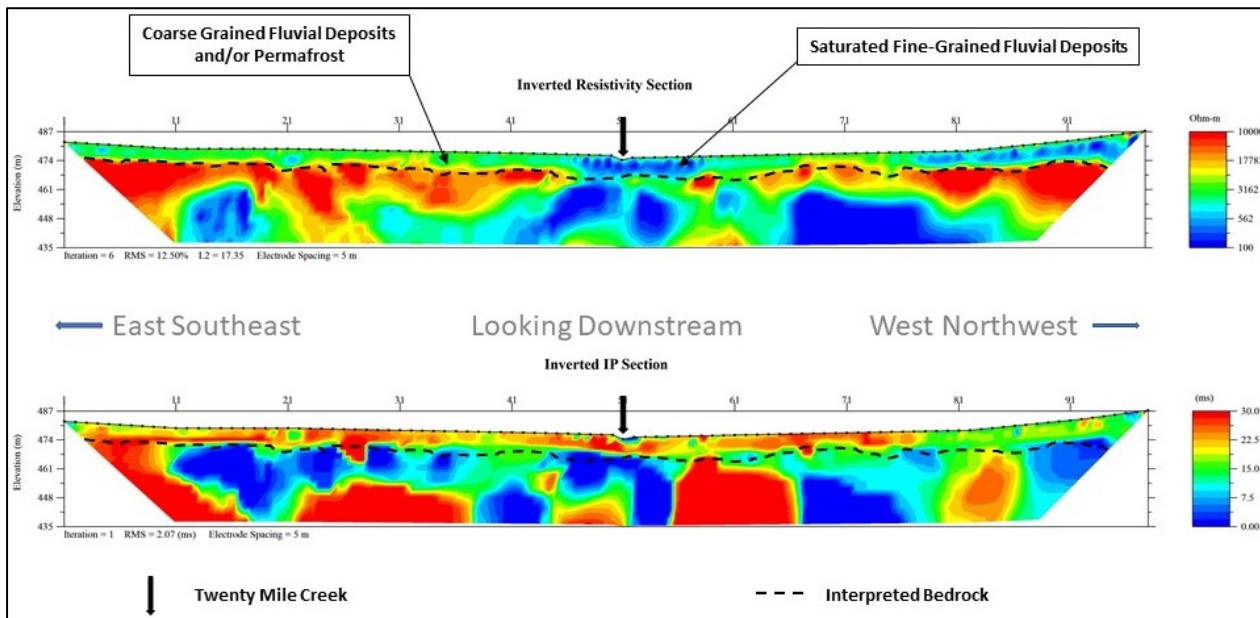 Coarse Grained Fluvial Deposits
and/or Permafrost
Saturated Fine-Grained Fluvial Deposits
Inverted Resistivity Section
1 11 21 31 41 61 71 81 91
Ohm-m
Elevation (m)
487
474
461
448
435
10000
17782
3162
562
100
Iteration = 6 RMS = 12.50% L2 = 17.35 Electrode Spacing = 5 m
East Southeast Looking Downstream West Northwest
Inverted IP Section
1 11 21 31 41 61 71 81 91
(ms)
Elevation (m)
487
474
461
448
435
30.0
22.5
15.0
7.5
0.00
Iteration = 1 RMS = 2.07 (ms) Electrode Spacing = 5 m
Twenty Mile Creek
Interpreted Bedrock